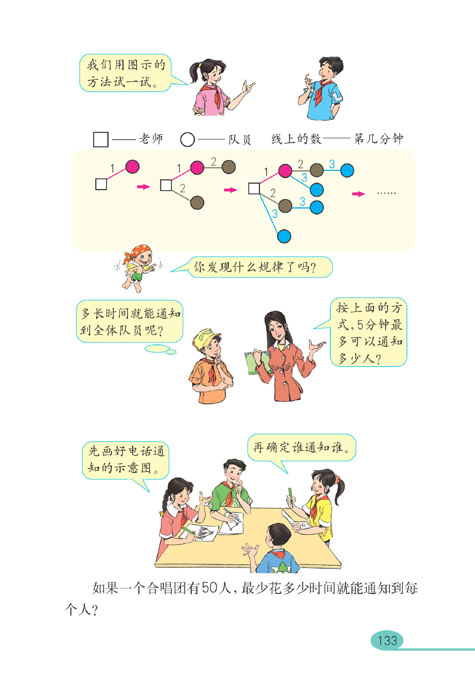 我们用图示的
方法试一试。
□——老师 ○——队员 线上的数——第几分钟
1
1 2
2
1 2 3
3
2 3
3
……
你发现什么规律了吗？
多长时间就能通知
到全体队员呢？
按上面的方
式，5分钟最
多可以通知
多少人？
先画好电话通
知的示意图。
再确定谁通知谁。
如果一个合唱团有50人，最少花多少时间就能通知到每
个人？
133